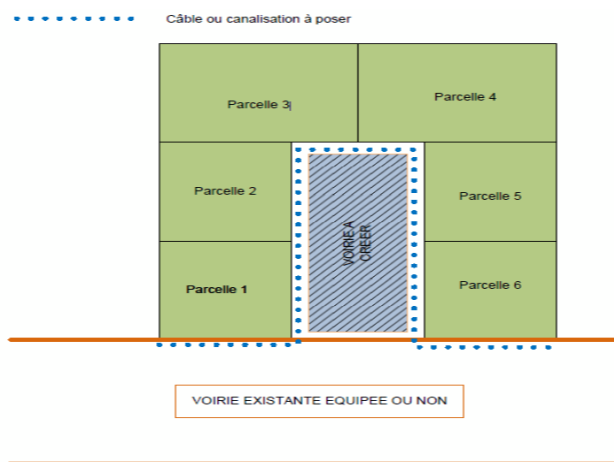 Câble ou canalisation à poser
Parcelle 3
Parcelle 4
Parcelle 2
Parcelle 5
VOIRIE A
CREER
Parcelle 1
Parcelle 6
VOIRIE EXISTANTE EQUIPEE OU NON